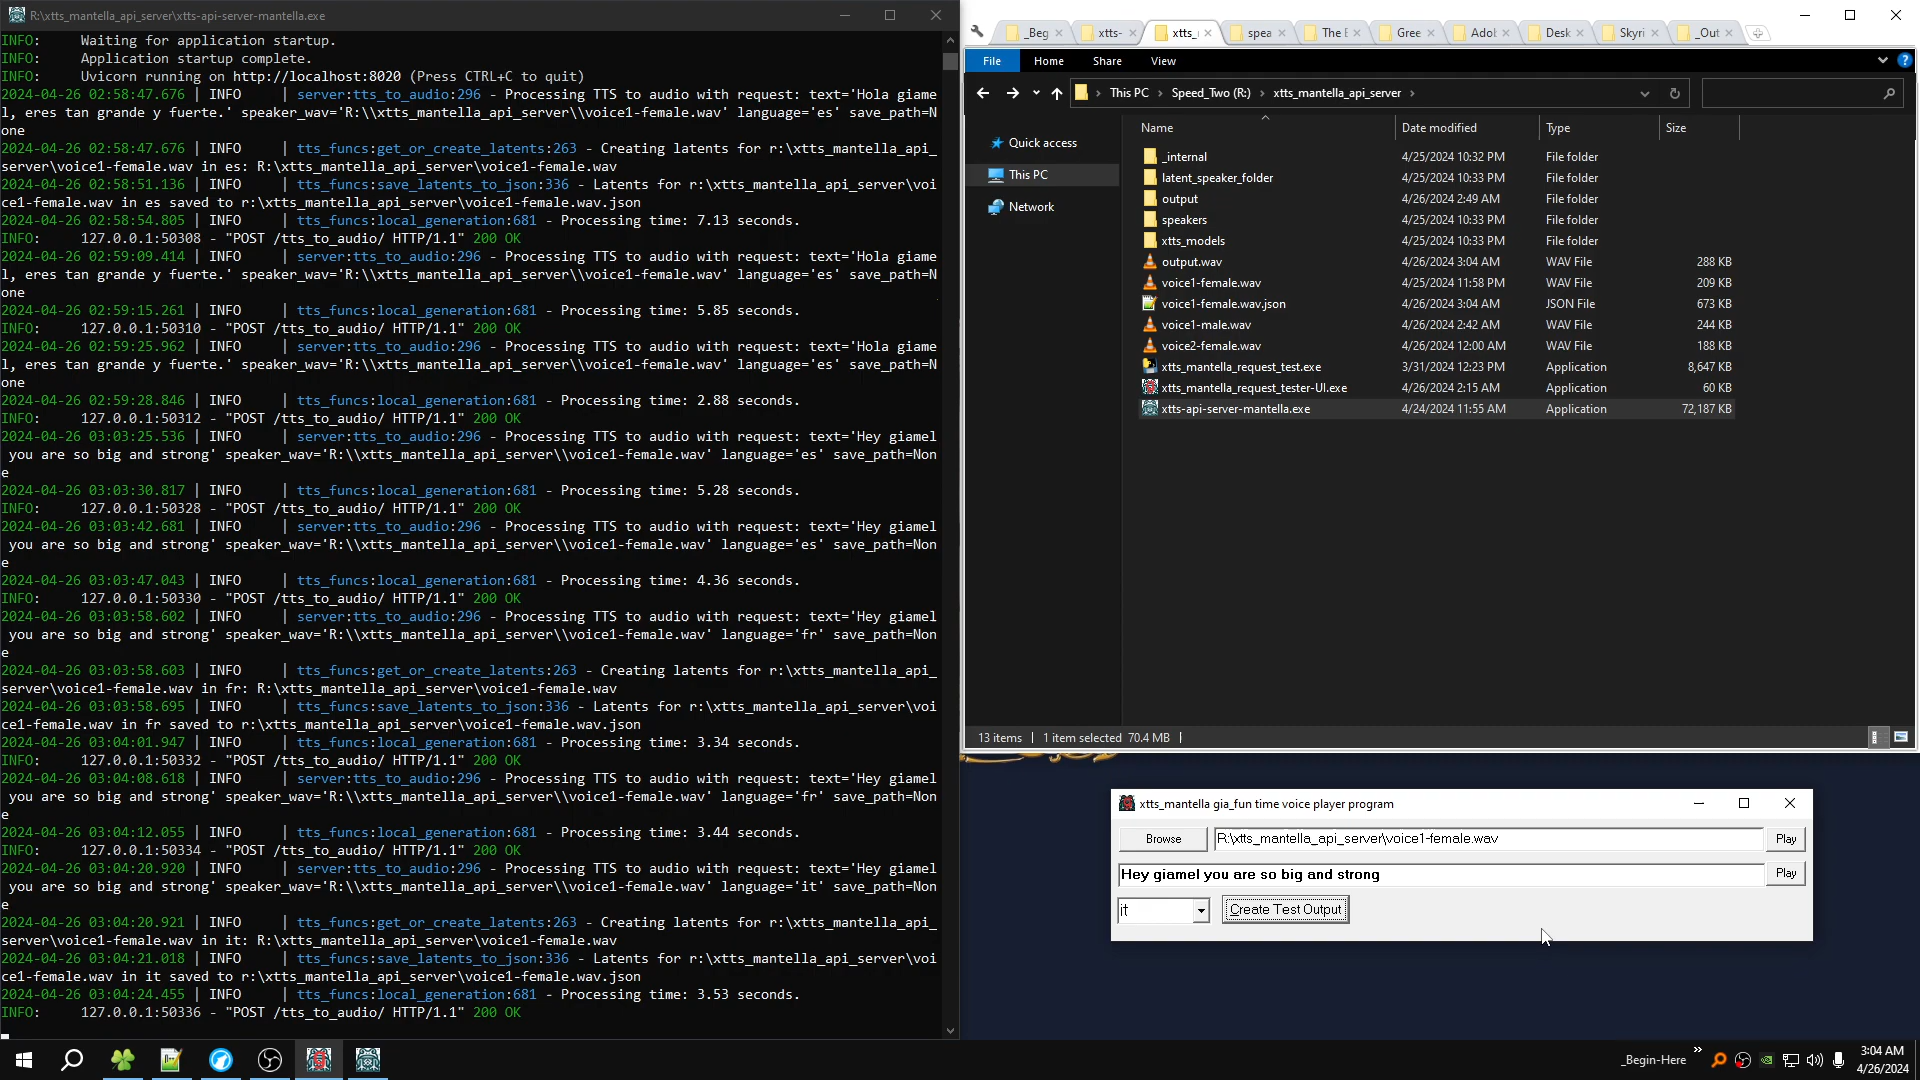 R:\xtts_mantella_api_server\xtts-api-server-mantella.exe
INFO:     Waiting for application startup.
INFO:     Application startup complete.
INFO:     Uvicorn running on http://localhost:8020 (Press CTRL+C to quit)
2024-04-26 02:58:47.676 | INFO     | server:tts_to_audio:296 - Processing TTS to audio with request: text='Hola giame
l, eres tan grande y fuerte.' speaker_wav='R:\\xtts_mantella_api_server\\voice1-female.wav' language='es' save_path=N
one
2024-04-26 02:58:47.676 | INFO     | tts_funcs:get_or_create_latents:263 - Creating latents for r:\xtts_mantella_api_
server\voice1-female.wav in es: R:\xtts_mantella_api_server\voice1-female.wav
2024-04-26 02:58:51.136 | INFO     | tts_funcs:save_latents_to_json:336 - Latents for r:\xtts_mantella_api_server\voi
ce1-female.wav in es saved to r:\xtts_mantella_api_server\voice1-female.wav.json
2024-04-26 02:58:54.805 | INFO     | tts_funcs:local_generation:681 - Processing time: 7.13 seconds.
INFO:     127.0.0.1:50308 - "POST /tts_to_audio/ HTTP/1.1" 200 OK
2024-04-26 02:59:09.414 | INFO     | server:tts_to_audio:296 - Processing TTS to audio with request: text='Hola giame
l, eres tan grande y fuerte.' speaker_wav='R:\\xtts_mantella_api_server\\voice1-female.wav' language='es' save_path=N
one
2024-04-26 02:59:15.261 | INFO     | tts_funcs:local_generation:681 - Processing time: 5.85 seconds.
INFO:     127.0.0.1:50310 - "POST /tts_to_audio/ HTTP/1.1" 200 OK
2024-04-26 02:59:25.962 | INFO     | server:tts_to_audio:296 - Processing TTS to audio with request: text='Hola giame
l, eres tan grande y fuerte.' speaker_wav='R:\\xtts_mantella_api_server\\voice1-female.wav' language='es' save_path=N
one
2024-04-26 02:59:28.846 | INFO     | tts_funcs:local_generation:681 - Processing time: 2.88 seconds.
INFO:     127.0.0.1:50312 - "POST /tts_to_audio/ HTTP/1.1" 200 OK
2024-04-26 03:03:25.536 | INFO     | server:tts_to_audio:296 - Processing TTS to audio with request: text='Hey giamel
 you are so big and strong' speaker_wav='R:\\xtts_mantella_api_server\\voice1-female.wav' language='es' save_path=Non
e
2024-04-26 03:03:30.817 | INFO     | tts_funcs:local_generation:681 - Processing time: 5.28 seconds.
INFO:     127.0.0.1:50328 - "POST /tts_to_audio/ HTTP/1.1" 200 OK
2024-04-26 03:03:42.681 | INFO     | server:tts_to_audio:296 - Processing TTS to audio with request: text='Hey giamel
 you are so big and strong' speaker_wav='R:\\xtts_mantella_api_server\\voice1-female.wav' language='es' save_path=Non
e
2024-04-26 03:03:47.043 | INFO     | tts_funcs:local_generation:681 - Processing time: 4.36 seconds.
INFO:     127.0.0.1:50330 - "POST /tts_to_audio/ HTTP/1.1" 200 OK
2024-04-26 03:03:58.602 | INFO     | server:tts_to_audio:296 - Processing TTS to audio with request: text='Hey giamel
 you are so big and strong' speaker_wav='R:\\xtts_mantella_api_server\\voice1-female.wav' language='fr' save_path=Non
e
2024-04-26 03:03:58.603 | INFO     | tts_funcs:get_or_create_latents:263 - Creating latents for r:\xtts_mantella_api_
server\voice1-female.wav in fr: R:\xtts_mantella_api_server\voice1-female.wav
2024-04-26 03:03:58.695 | INFO     | tts_funcs:save_latents_to_json:336 - Latents for r:\xtts_mantella_api_server\voi
ce1-female.wav in fr saved to r:\xtts_mantella_api_server\voice1-female.wav.json
2024-04-26 03:04:01.947 | INFO     | tts_funcs:local_generation:681 - Processing time: 3.34 seconds.
INFO:     127.0.0.1:50332 - "POST /tts_to_audio/ HTTP/1.1" 200 OK
2024-04-26 03:04:08.618 | INFO     | server:tts_to_audio:296 - Processing TTS to audio with request: text='Hey giamel
 you are so big and strong' speaker_wav='R:\\xtts_mantella_api_server\\voice1-female.wav' language='fr' save_path=Non
e
2024-04-26 03:04:12.055 | INFO     | tts_funcs:local_generation:681 - Processing time: 3.44 seconds.
INFO:     127.0.0.1:50334 - "POST /tts_to_audio/ HTTP/1.1" 200 OK
2024-04-26 03:04:20.920 | INFO     | server:tts_to_audio:296 - Processing TTS to audio with request: text='Hey giamel
 you are so big and strong' speaker_wav='R:\\xtts_mantella_api_server\\voice1-female.wav' language='it' save_path=Non
e
2024-04-26 03:04:20.921 | INFO     | tts_funcs:get_or_create_latents:263 - Creating latents for r:\xtts_mantella_api_
server\voice1-female.wav in it: R:\xtts_mantella_api_server\voice1-female.wav
2024-04-26 03:04:21.018 | INFO     | tts_funcs:save_latents_to_json:336 - Latents for r:\xtts_mantella_api_server\voi
ce1-female.wav in it saved to r:\xtts_mantella_api_server\voice1-female.wav.json
2024-04-26 03:04:24.455 | INFO     | tts_funcs:local_generation:681 - Processing time: 3.53 seconds.
INFO:     127.0.0.1:50336 - "POST /tts_to_audio/ HTTP/1.1" 200 OK
_Beg xtts- xtts_ spea The E Gree Adol Desk Skyri _Out
File Home Share View
This PC Speed_Two (R:) xtts_mantella_api_server
Quick access
This PC
Network
Name Date modified Type Size
_internal 4/25/2024 10:32 PM File folder
latent_speaker_folder 4/25/2024 10:33 PM File folder
output 4/26/2024 2:49 AM File folder
speakers 4/25/2024 10:33 PM File folder
xtts_models 4/25/2024 10:33 PM File folder
output.wav 4/26/2024 3:04 AM WAV File 288 KB
voice1-female.wav 4/25/2024 11:58 PM WAV File 209 KB
voice1-female.wav.json 4/26/2024 3:04 AM JSON File 673 KB
voice1-male.wav 4/26/2024 2:42 AM WAV File 244 KB
voice2-female.wav 4/26/2024 12:00 AM WAV File 188 KB
xtts_mantella_request_test.exe 3/31/2024 12:23 PM Application 8,647 KB
xtts_mantella_request_tester-UI.exe 4/26/2024 2:15 AM Application 60 KB
xtts-api-server-mantella.exe 4/24/2024 11:55 AM Application 72,187 KB
13 items 1 item selected 70.4 MB
xtts_mantella gia_fun time voice player program
Browse R:\xtts_mantella_api_server\voice1-female.wav Play
Hey giamel you are so big and strong Play
it Create Test Output
_Begin-Here 3:04 AM
4/26/2024